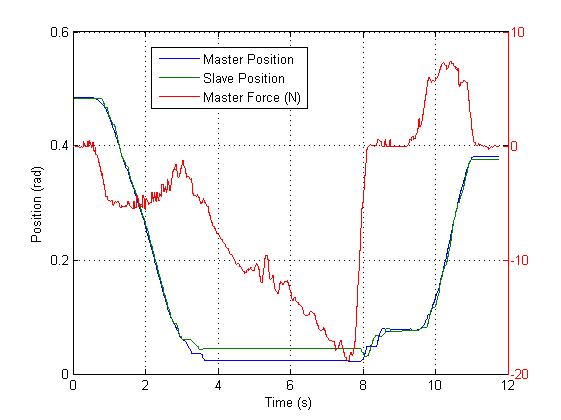 Master Position
Slave Position
Master Force (N)
Position (rad)
0.6
0.4
0.2
0
10
0
-10
-20
0 2 4 6 8 10 12
Time (s)